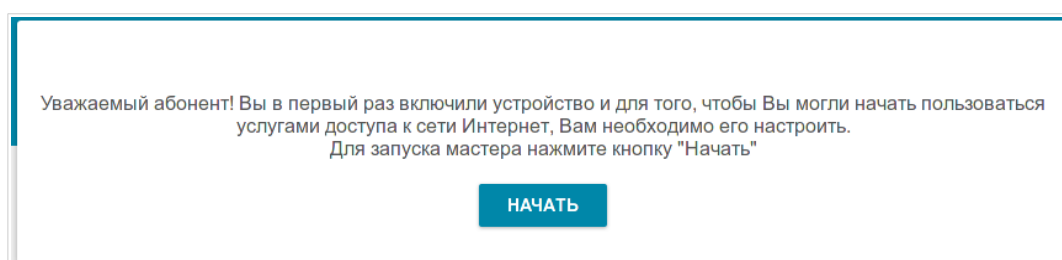 Уважаемый абонент! Вы в первый раз включили устройство и для того, чтобы Вы могли начать пользоваться
услугами доступа к сети Интернет, Вам необходимо его настроить.
Для запуска мастера нажмите кнопку "Начать"
НАЧАТЬ